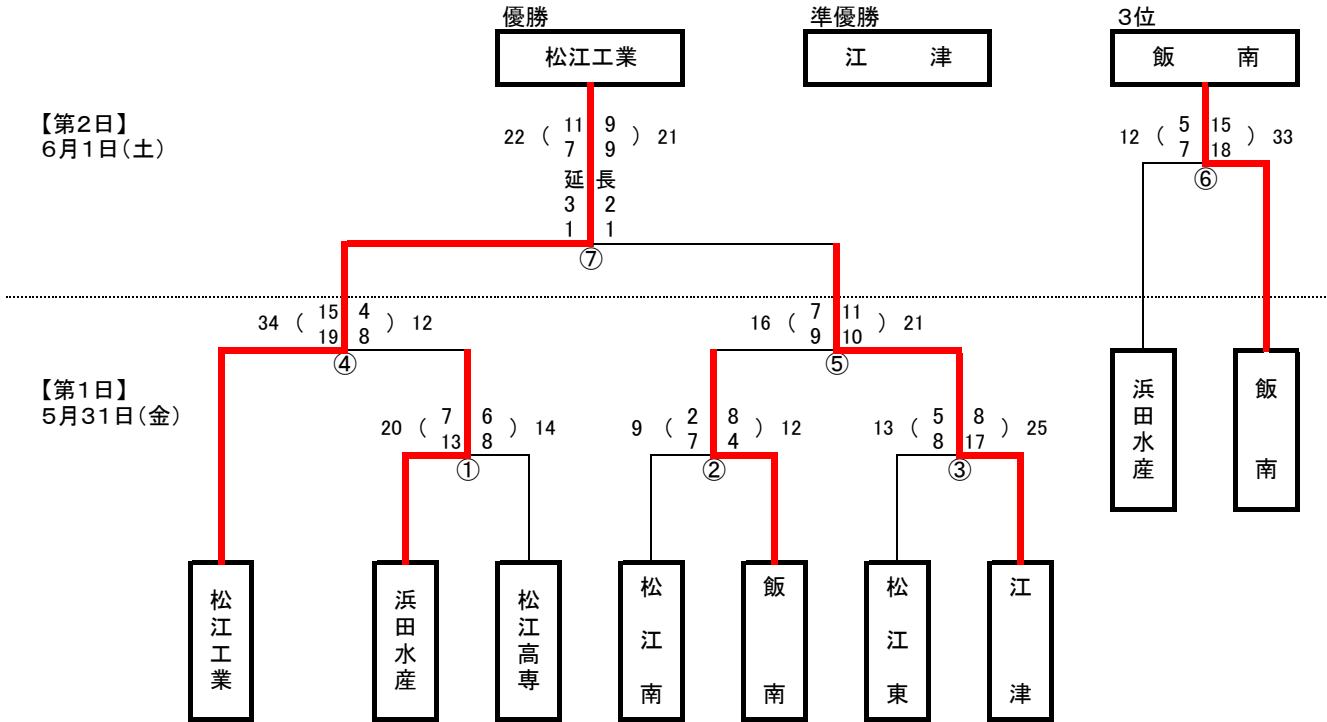 優勝 準優勝 3位
松江工業 江 津 飯 南
【第2日】
6月1日(土)
22 ( 11 9 ) 21
7 9
延 長
3 2
1 1
⑦
12 ( 5 15 ) 33
7 18
⑥
34 ( 15 4 ) 12
19 8
④
16 ( 7 11 ) 21
9 10
⑤
【第1日】
5月31日(金)
20 ( 7 6 ) 14
13 8
①
9 ( 2 8 ) 12
7 4
②
13 ( 5 8 ) 25
8 17
③
浜田水産
飯南
松江工業
浜田水産
松江高専
松江南
飯南
松江東
江津